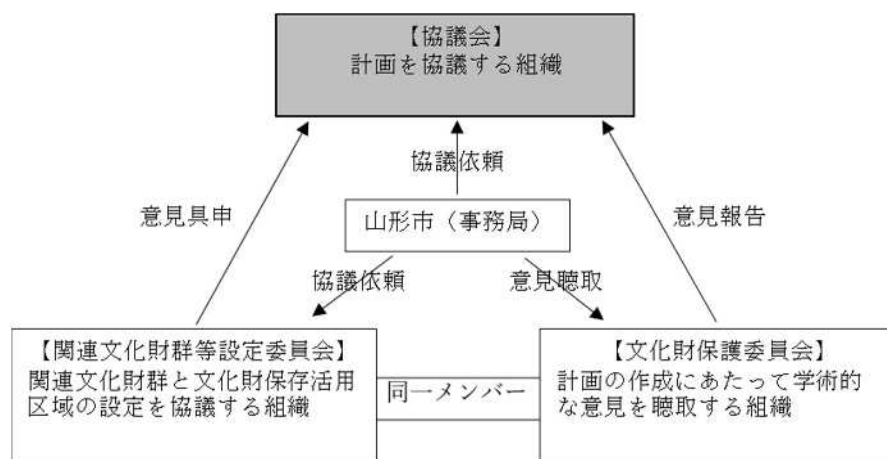 【協議会】
計画を協議する組織
協議依頼
意見具申
山形市（事務局）
意見報告
協議依頼
意見聴取
【関連文化財群等設定委員会】
関連文化財群と文化財保存活用
区域の設定を協議する組織
同一メンバー
【文化財保護委員会】
計画の作成にあたって学術的
な意見を聴取する組織